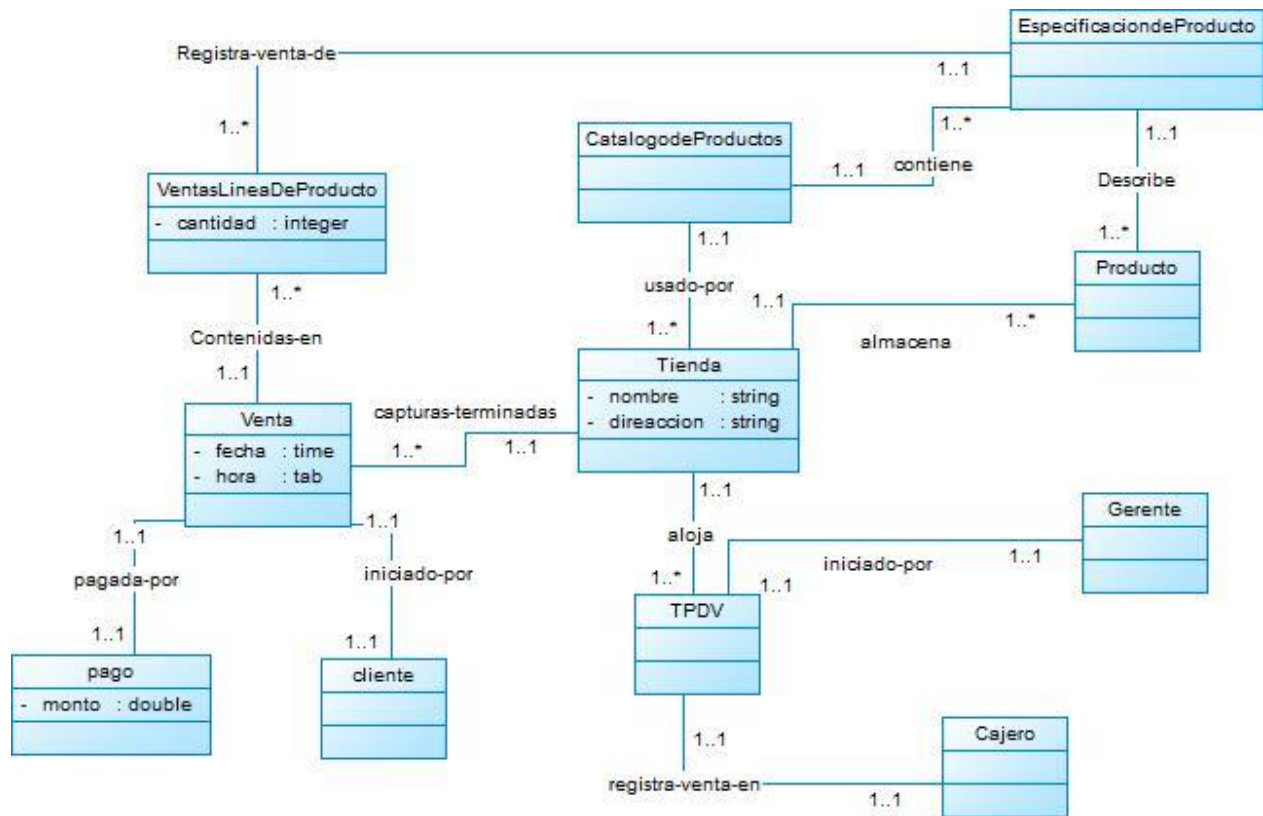 EspecificaciondeProducto
Registra-venta-de
1..1
1..*
CatalogodeProductos
1..*
1..1
contiene
1..1
Describe
VentasLineaDeProducto
- cantidad : integer
1..1
usado-por
1..*
Producto
1..*
1..1
1..*
almacena
Contenidas-en
1..1
1..*
Tienda
- nombre : string
- direaccion : string
Venta
- fecha : time
- hora : tab
capturas-terminadas
1..*
1..1
1..1
aloja
1..*
Gerente
1..1
iniciado-por
1..1
1..1
pagada-por
1..1
1..1
iniciado-por
1..1
TPDV
pago
- monto : double
cliente
1..1
registra-venta-en
1..1
Cajero